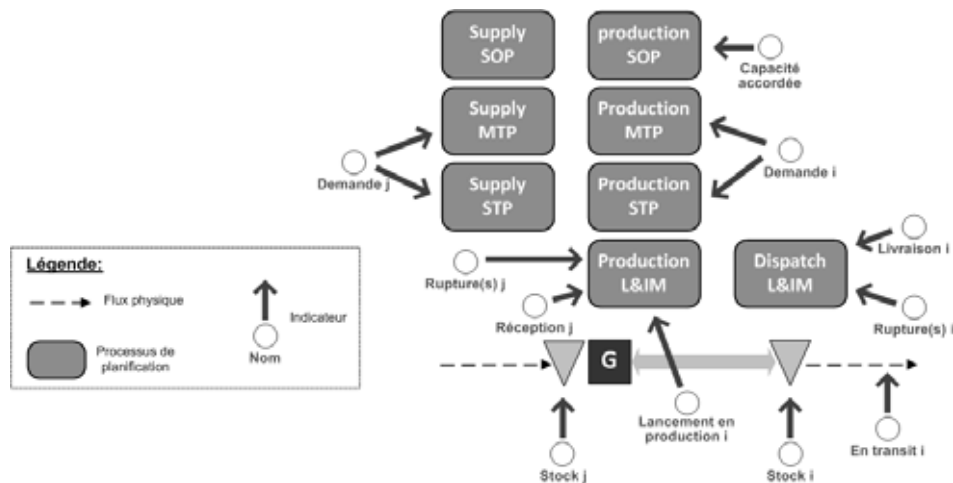 Supply
SOP
production
SOP
Capacité
accordée
Supply
MTP
Production
MTP
Demande j
Demande i
Supply
STP
Production
STP
Livraison i
Légende:
Flux physique
Indicateur
Nom
Processus de
planification
Rupture(s) j
Production
L&IM
Dispatch
L&IM
Réception j
Rupture(s) i
G
Lancement en
production i
Stock j
Stock i
En transit i